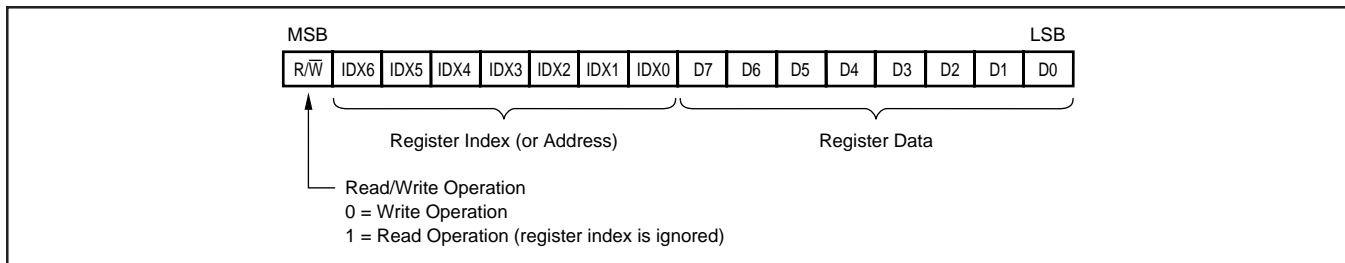 MSB LSB
R/W̅ IDX6 IDX5 IDX4 IDX3 IDX2 IDX1 IDX0 D7 D6 D5 D4 D3 D2 D1 D0
Register Index (or Address) Register Data
Read/Write Operation
0 = Write Operation
1 = Read Operation (register index is ignored)